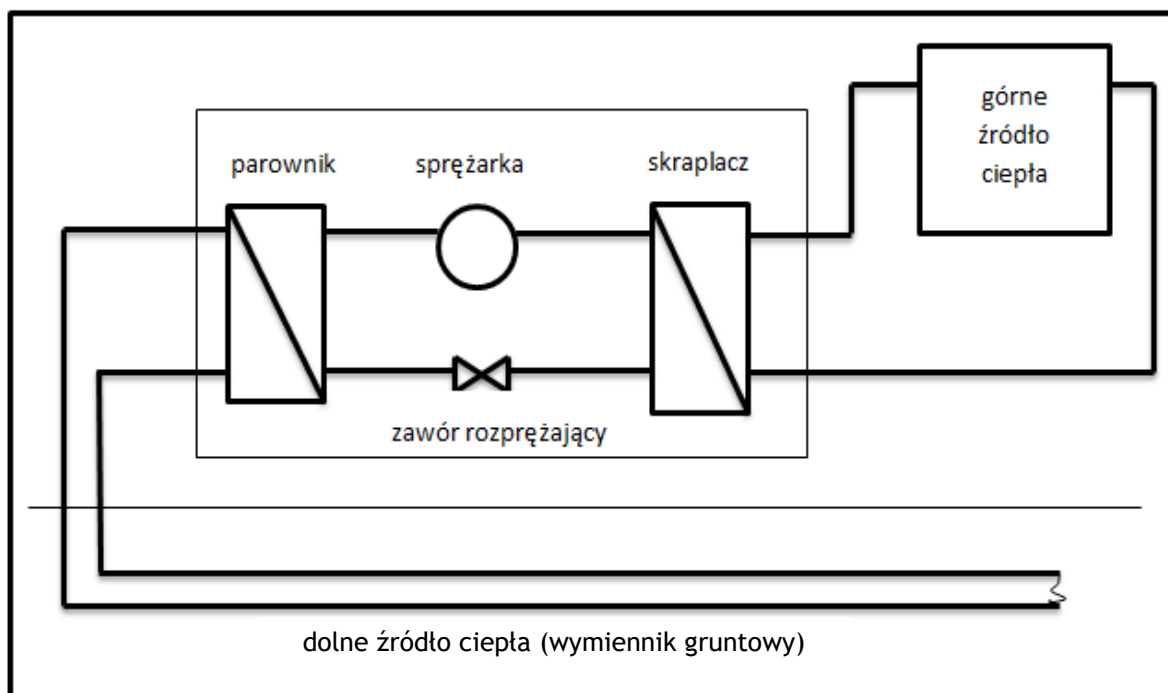 górne
źródło
ciepła
parownik
sprężarka
skraplacz
zawór rozprężający
dolne źródło ciepła (wymiennik gruntowy)